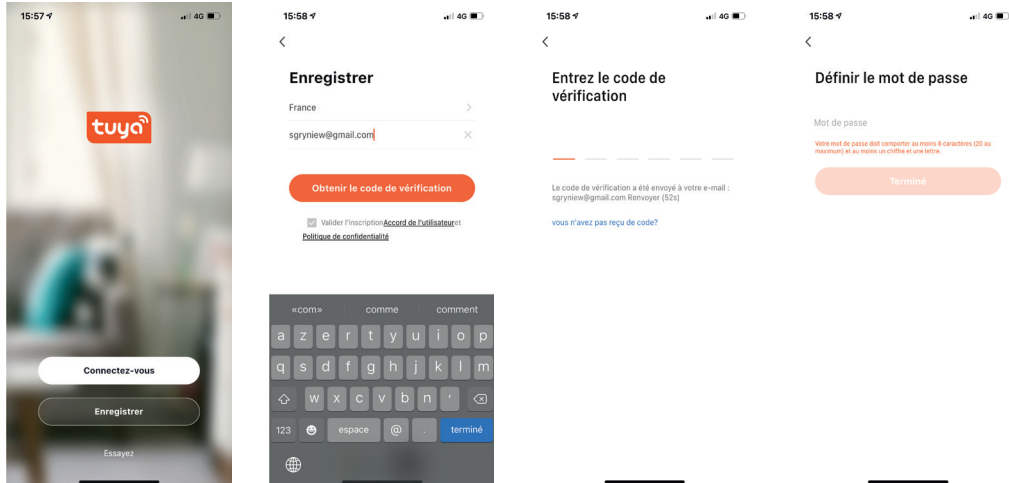 15:57
4G
tuya
Connectez-vous
Enregistrer
Essayez
15:58
4G
Enregistrer
France
sgryniew@gmail.com
Obtenir le code de vérification
Valider l'inscriptionAccord de l'utilisateuret
Politique de confidentialité
«com» comme comment
a z e r t y u i o p
q s d f g h j k l m
w x c v b n '
123 espace @ . terminé
15:58
4G
Entrez le code de
vérification
Le code de vérification a été envoyé à votre e-mail :
sgryniew@gmail.com Renvoyer (52s)
vous n'avez pas reçu de code?
15:58
4G
Définir le mot de passe
Mot de passe
Votre mot de passe doit comporter au moins 6 caractères (20 au
maximum) et au moins un chiffre et une lettre.
Terminé